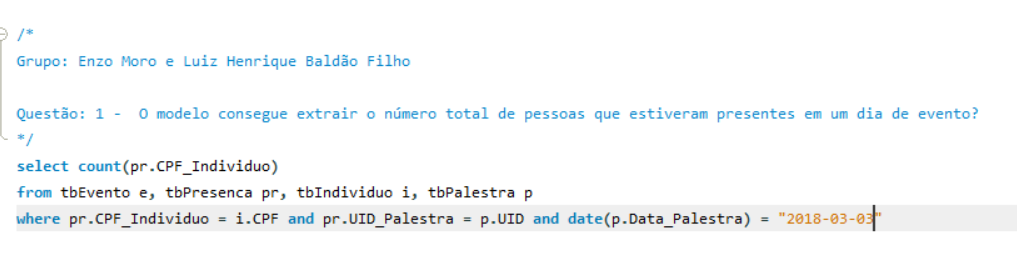 /*
Grupo: Enzo Moro e Luiz Henrique Baldão Filho
Questão: 1 -  O modelo consegue extrair o número total de pessoas que estiveram presentes em um dia de evento?
*/
select count(pr.CPF_Individuo)
from tbEvento e, tbPresenca pr, tbIndividuo i, tbPalestra p
where pr.CPF_Individuo = i.CPF and pr.UID_Palestra = p.UID and date(p.Data_Palestra) = "2018-03-03"